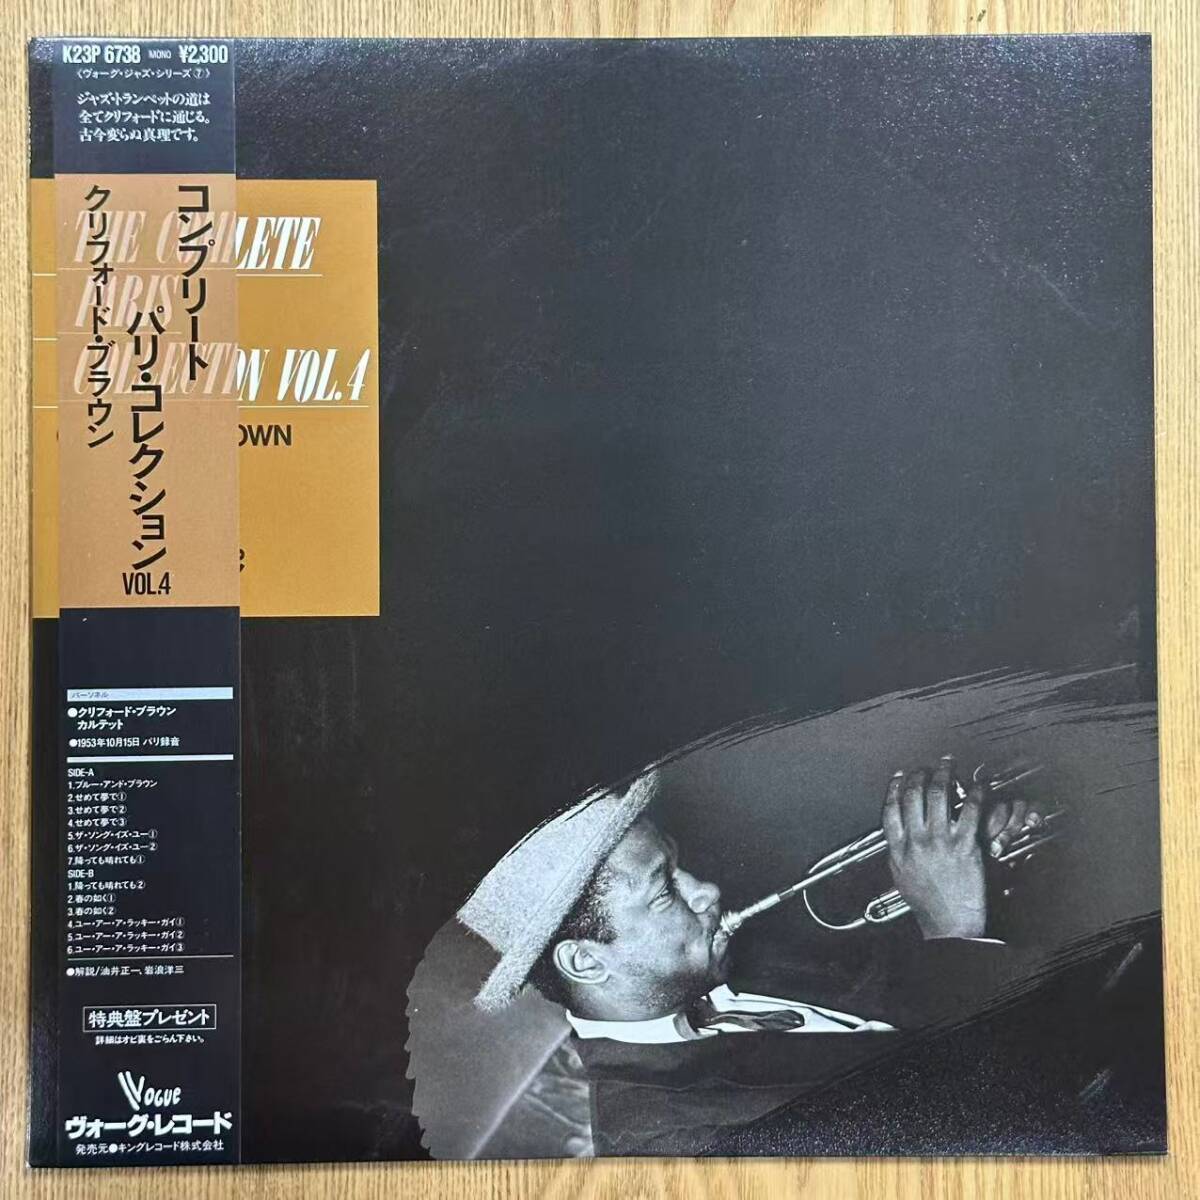 K23P 6738 MONO ¥2,300
〈ヴォーグ・ジャズ・シリーズ⑦〉
ジャズ・トランペットの道は
全てクリフォードに通じる。
古今変らぬ真理です。
コンプリート
パリ・コレクション
VOL.4
クリフォード・ブラウン
THE COMPLETE
PARIS
COLLECTION VOL.4
OWN
パーソネル
●クリフォード・ブラウン
カルテット
●1953年10月15日 パリ録音
SIDE-A
1.ブルー・アンド・ブラウン
2.せめて夢で①
3.せめて夢で②
4.せめて夢で③
5.ザ・ソング・イズ・ユー①
6.ザ・ソング・イズ・ユー②
7.降っても晴れても①
SIDE-B
1.降っても晴れても②
2.春の如く①
3.春の如く②
4.ユー・アー・ア・ラッキー・ガイ①
5.ユー・アー・ア・ラッキー・ガイ②
6.ユー・アー・ア・ラッキー・ガイ③
●解説/油井正一、岩浪洋三
特典盤プレゼント
詳細はオビ裏をごらん下さい。
VOGUE
ヴォーグ・レコード
発売元●キングレコード株式会社